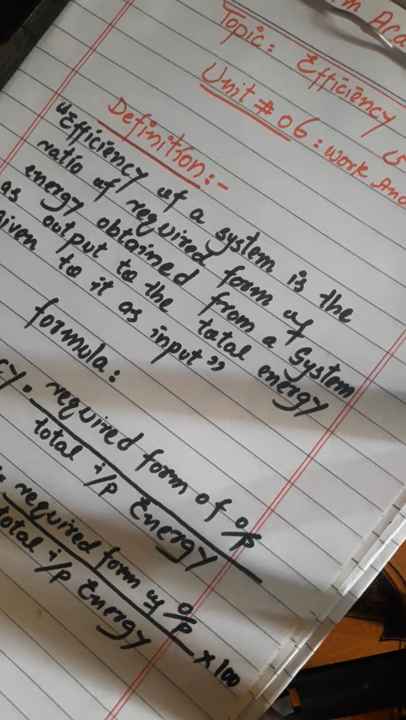 m Aca
Topic: Efficiency
Unit # 06: Work And
Definition:-
"Efficiency of a system is the
ratio of required form of
energy obtained from a System
as output to the total energy
given to it as input"
formula:
cy. required form of o/p
total i/p Energy
required form of o/p
total i/p Energy × 100